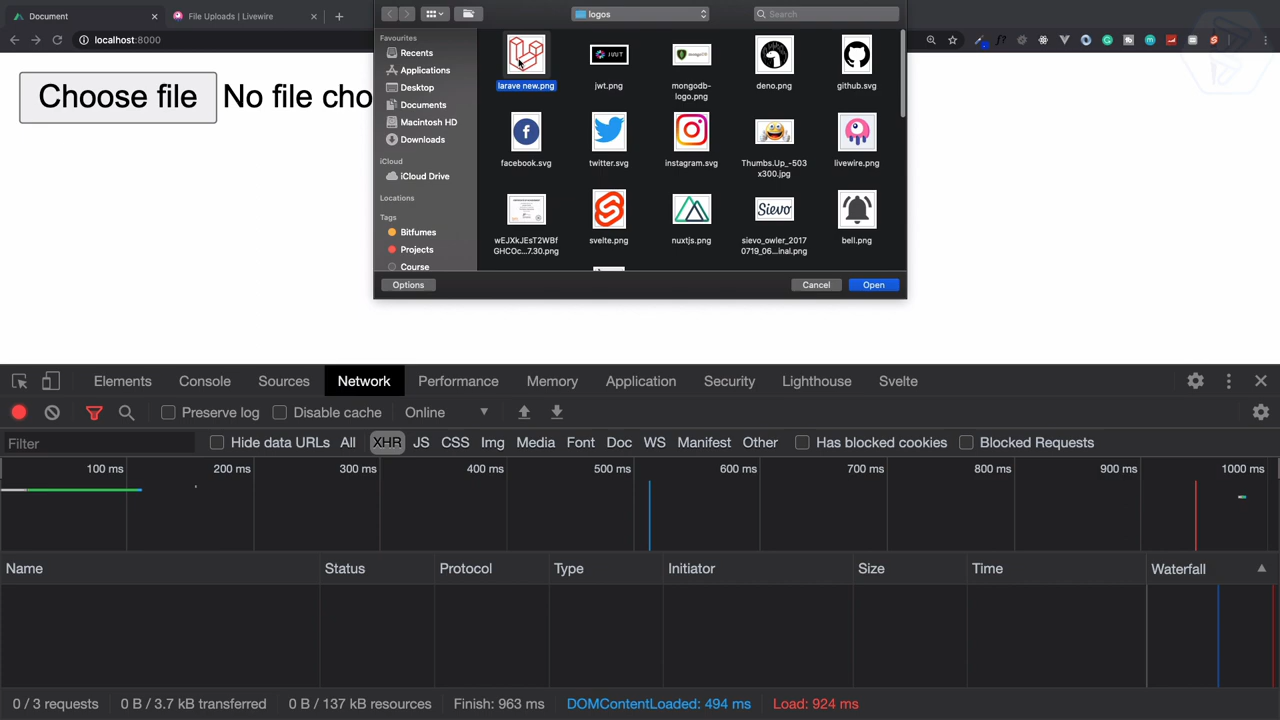 Document
File Uploads | Livewire
localhost:8000
Choose file
No file cho
logos
Search
Favourites
Recents
Applications
Desktop
Documents
Macintosh HD
Downloads
iCloud
iCloud Drive
Locations
Tags
Bitfumes
Projects
Course
larave new.png
jwt.png
mongodb-
logo.png
deno.png
github.svg
facebook.svg
twitter.svg
instagram.svg
Thumbs.Up_-503
x300.jpg
livewire.png
wEJXkJEsT2WBf
GHCOc...7.30.png
svelte.png
nuxtjs.png
sievo_owler_2017
0719_06...inal.png
bell.png
Options
Cancel
Open
Elements
Console
Sources
Network
Performance
Memory
Application
Security
Lighthouse
Svelte
Preserve log
Disable cache
Online
Filter
Hide data URLs
All
XHR
JS
CSS
Img
Media
Font
Doc
WS
Manifest
Other
Has blocked cookies
Blocked Requests
100 ms
200 ms
300 ms
400 ms
500 ms
600 ms
700 ms
800 ms
900 ms
1000 ms
Name
Status
Protocol
Type
Initiator
Size
Time
Waterfall
0 / 3 requests
0 B / 3.7 kB transferred
0 B / 137 kB resources
Finish: 963 ms
DOMContentLoaded: 494 ms
Load: 924 ms